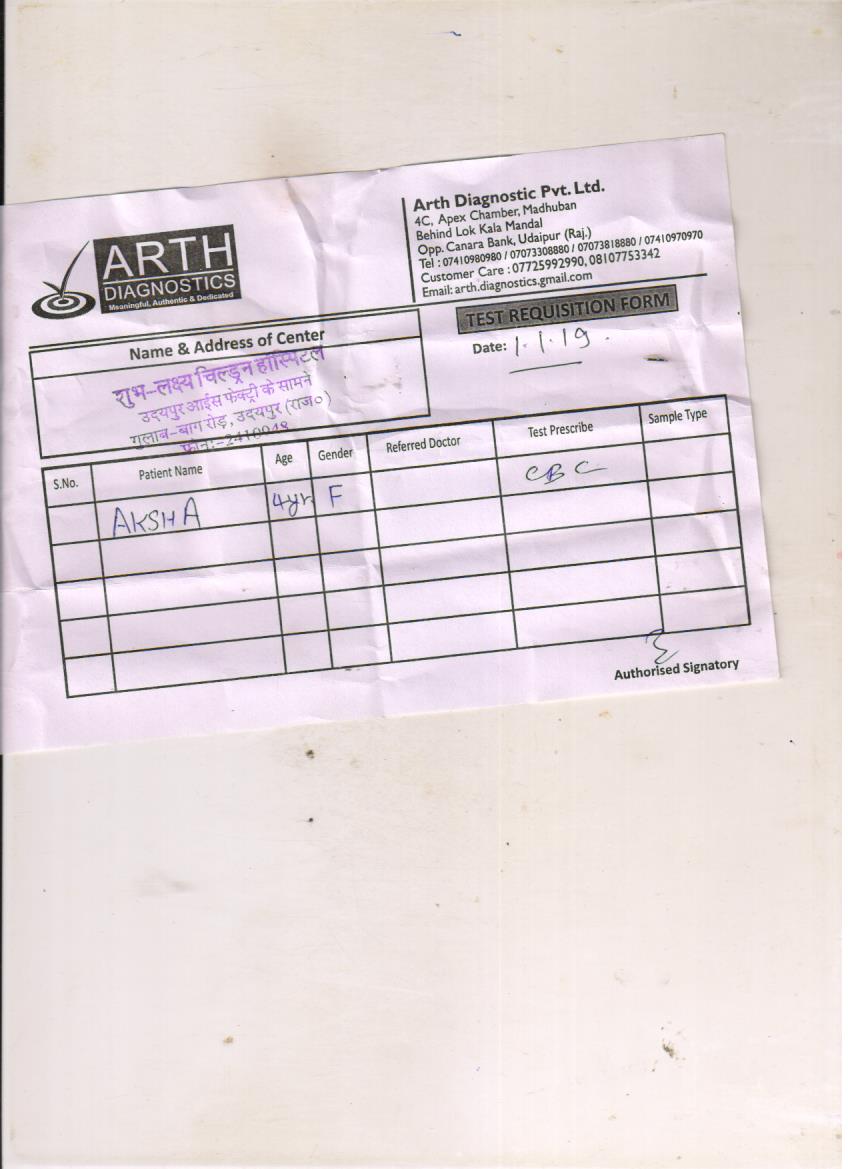 ARTH
DIAGNOSTICS
Meaningful, Authentic & Dedicated
Arth Diagnostic Pvt. Ltd.
4C, Apex Chamber, Madhuban
Behind Lok Kala Mandal
Opp. Canara Bank, Udaipur (Raj.)
Tel : 07410980980 / 07073308880 / 07073818880 / 07410970970
Customer Care : 07725992990, 08107753342
Email: arth.diagnostics.gmail.com
TEST REQUISITION FORM
Date: 1.1.19.
Name & Address of Center
शुभ-लक्ष्य चिल्ड्रन हॉस्पिटल
उदयपुर आईस फेक्ट्री के सामने
गुलाब-बाग रोड़, उदयपुर (राज०)
फोन:-2410948
S.No. Patient Name Age Gender Referred Doctor Test Prescribe Sample Type
AKSHA 4yr. F CBC
Authorised Signatory